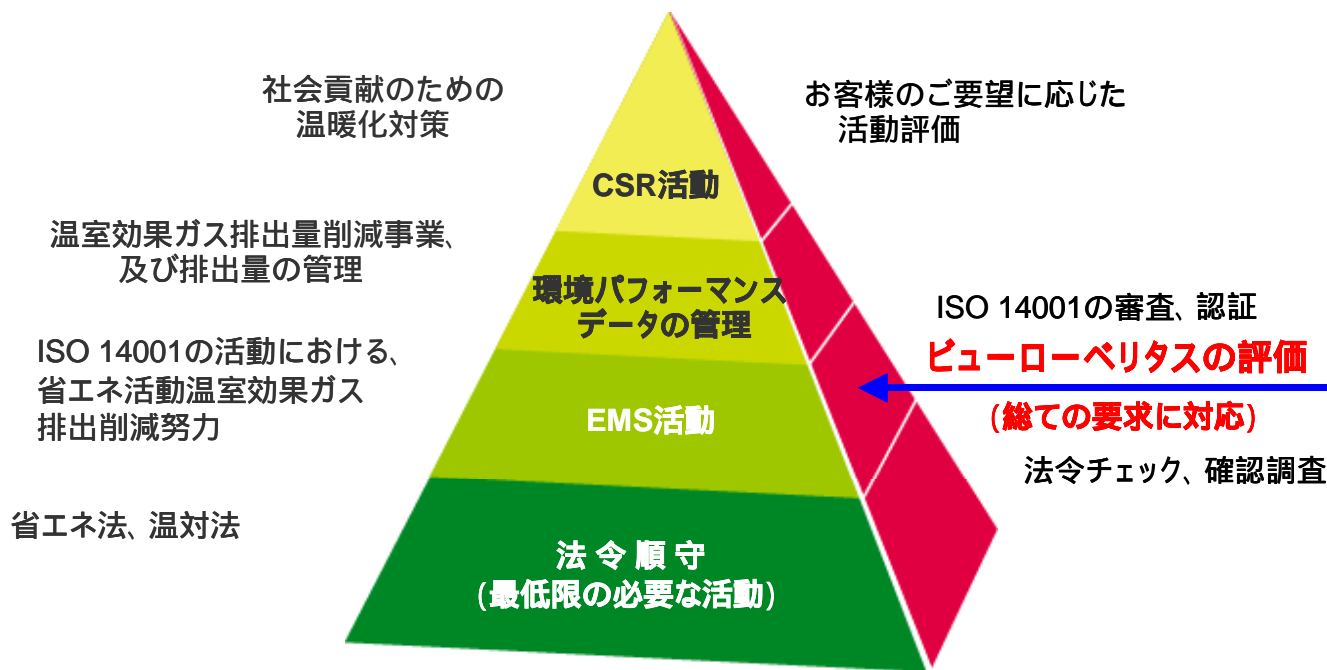 社会貢献のための
温暖化対策
お客様のご要望に応じた
活動評価
CSR活動
温室効果ガス排出量削減事業、
及び排出量の管理
環境パフォーマンス
データの管理
ISO 14001の審査、認証
ISO 14001の活動における、
省エネ活動温室効果ガス
排出削減努力
ビューローベリタスの評価
(総ての要求に対応)
EMS活動
法令チェック、確認調査
省エネ法、温対法
法令順守
(最低限の必要な活動)